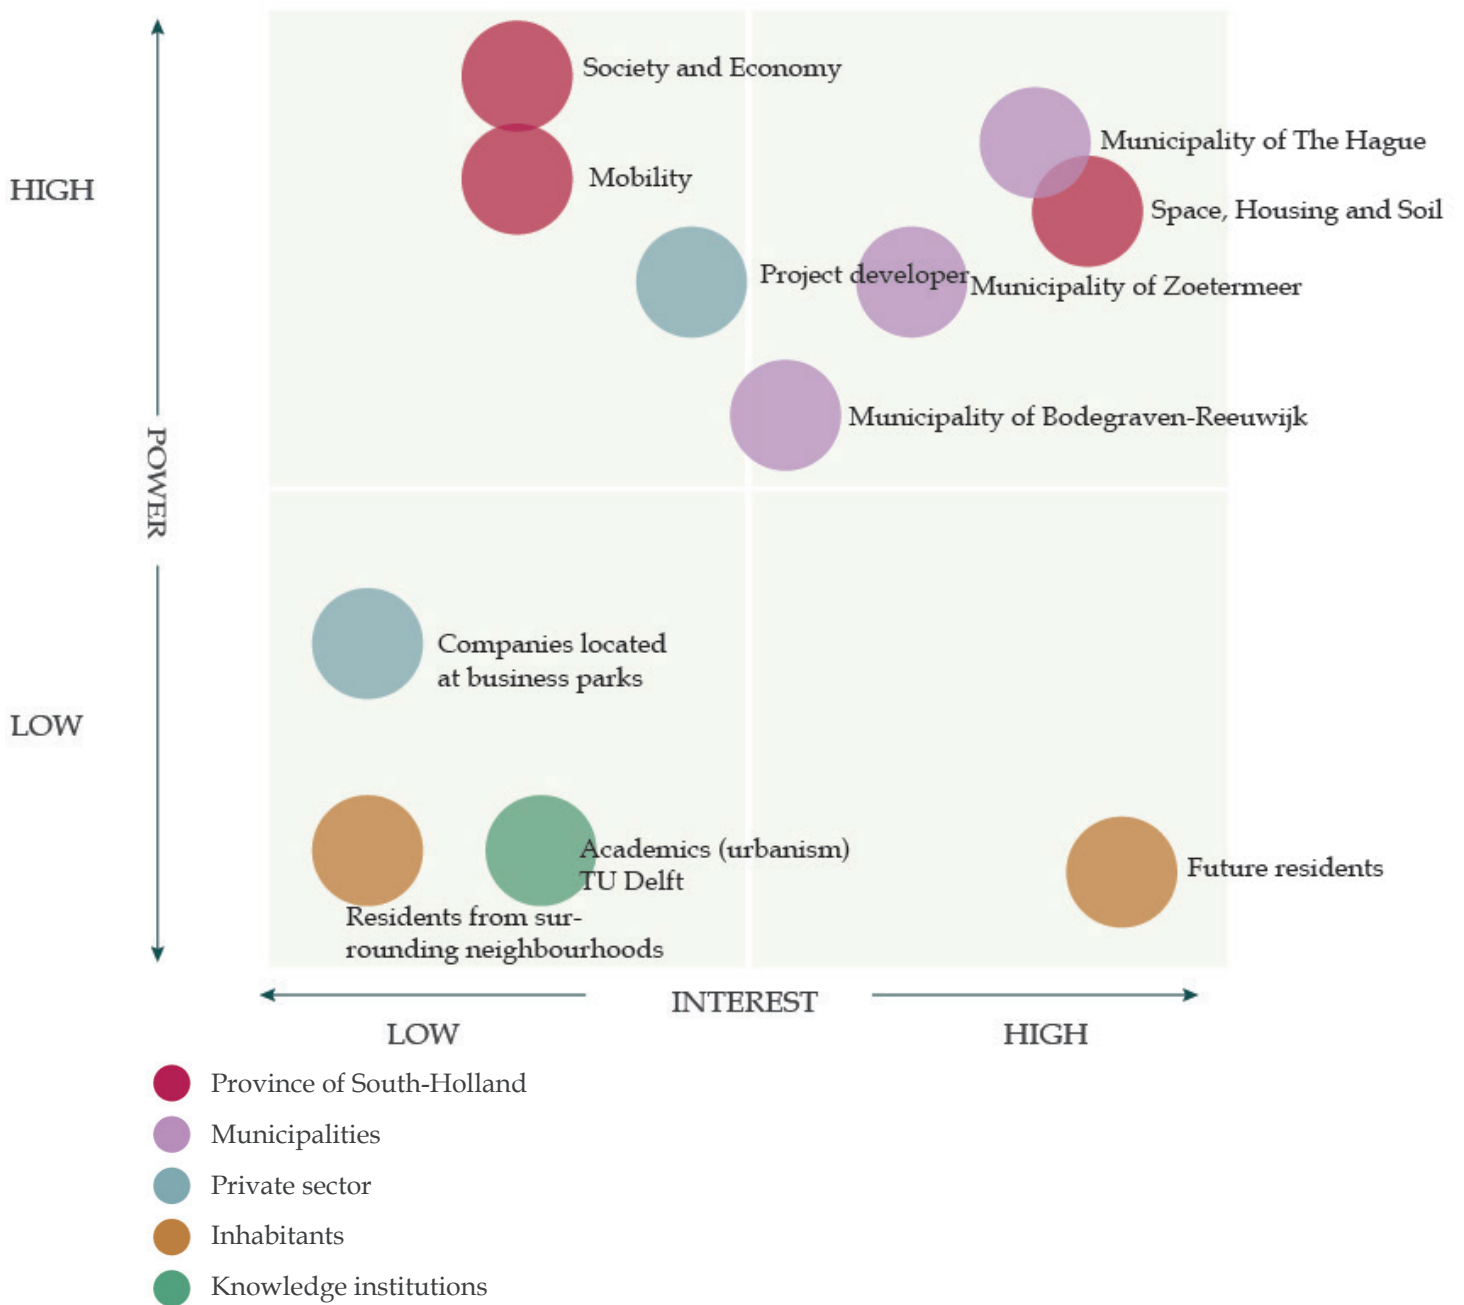 Society and Economy
Municipality of The Hague
HIGH
Mobility
Space, Housing and Soil
Project developer
Municipality of Zoetermeer
Municipality of Bodegraven-Reeuwijk
POWER
Companies located
at business parks
LOW
Academics (urbanism)
TU Delft
Future residents
Residents from sur-
rounding neighbourhoods
INTEREST
LOW
HIGH
Province of South-Holland
Municipalities
Private sector
Inhabitants
Knowledge institutions